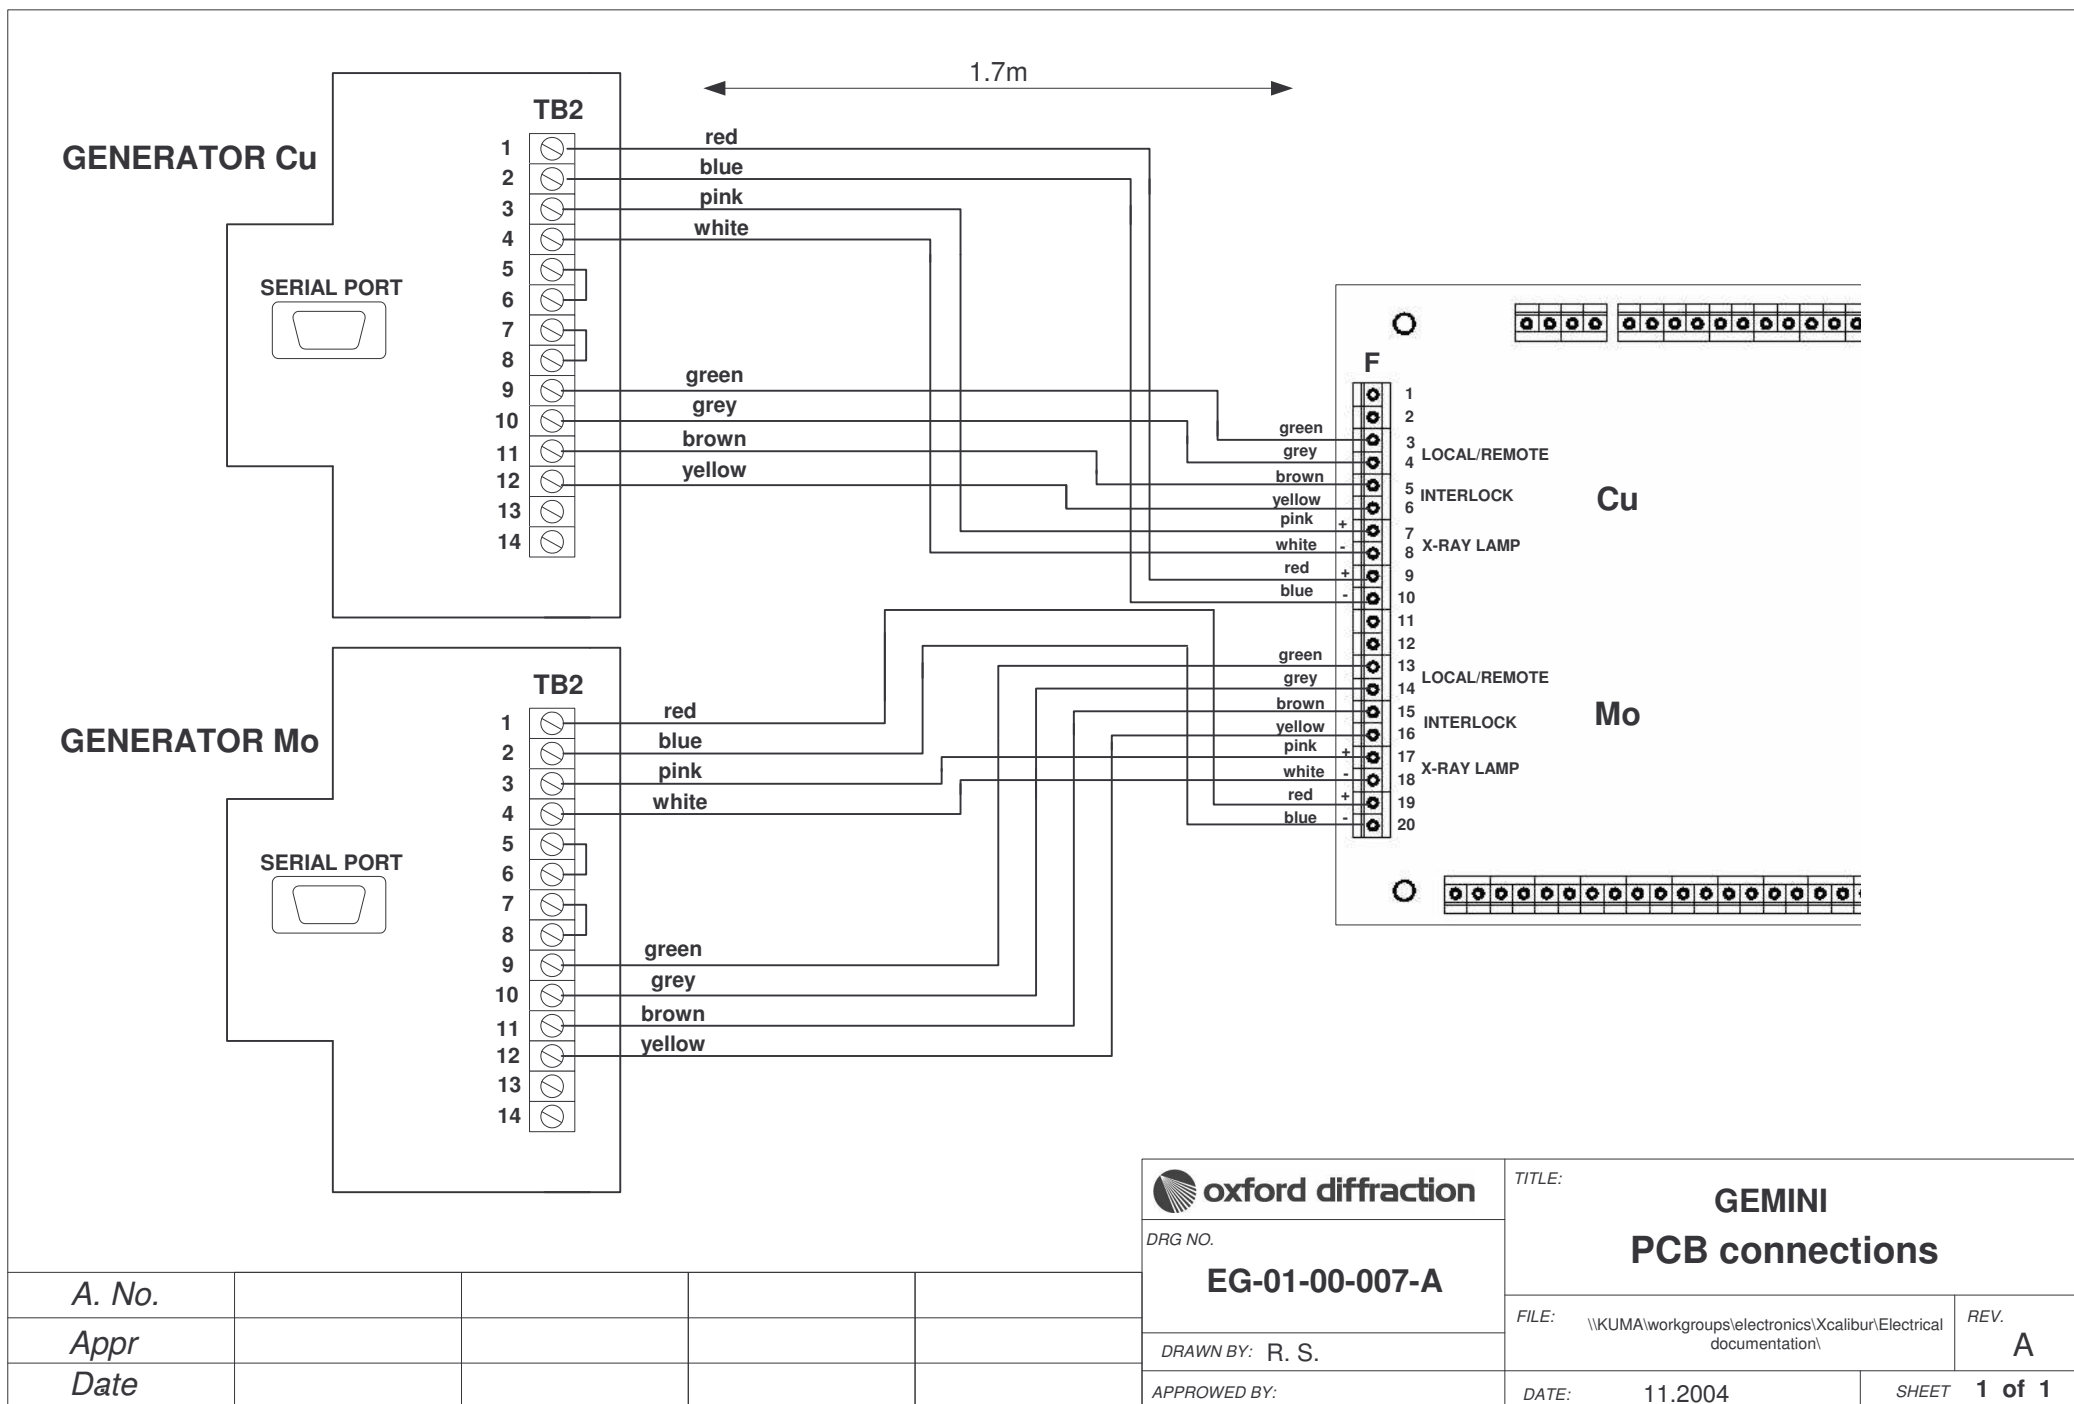 1.7m
GENERATOR Cu
TB2
SERIAL PORT
1 red
2 blue
3 pink
4 white
5
6
7
8
9 green
10 grey
11 brown
12 yellow
13
14
GENERATOR Mo
TB2
SERIAL PORT
1 red
2 blue
3 pink
4 white
5
6
7
8
9 green
10 grey
11 brown
12 yellow
13
14
F
1
2
green 3
LOCAL/REMOTE
grey 4
brown 5
INTERLOCK
yellow 6
pink + 7
X-RAY LAMP
white - 8
red + 9
blue - 10
Cu
11
12
green 13
LOCAL/REMOTE
grey 14
brown 15
INTERLOCK
yellow 16
pink + 17
X-RAY LAMP
white - 18
red + 19
blue - 20
Mo
oxford diffraction
DRG NO.
EG-01-00-007-A
DRAWN BY: R. S.
APPROVED BY:
TITLE:
GEMINI
PCB connections
FILE: \\KUMA\workgroups\electronics\Xcalibur\Electrical
documentation\
REV.
A
DATE: 11.2004
SHEET 1 of 1
A. No.
Appr
Date